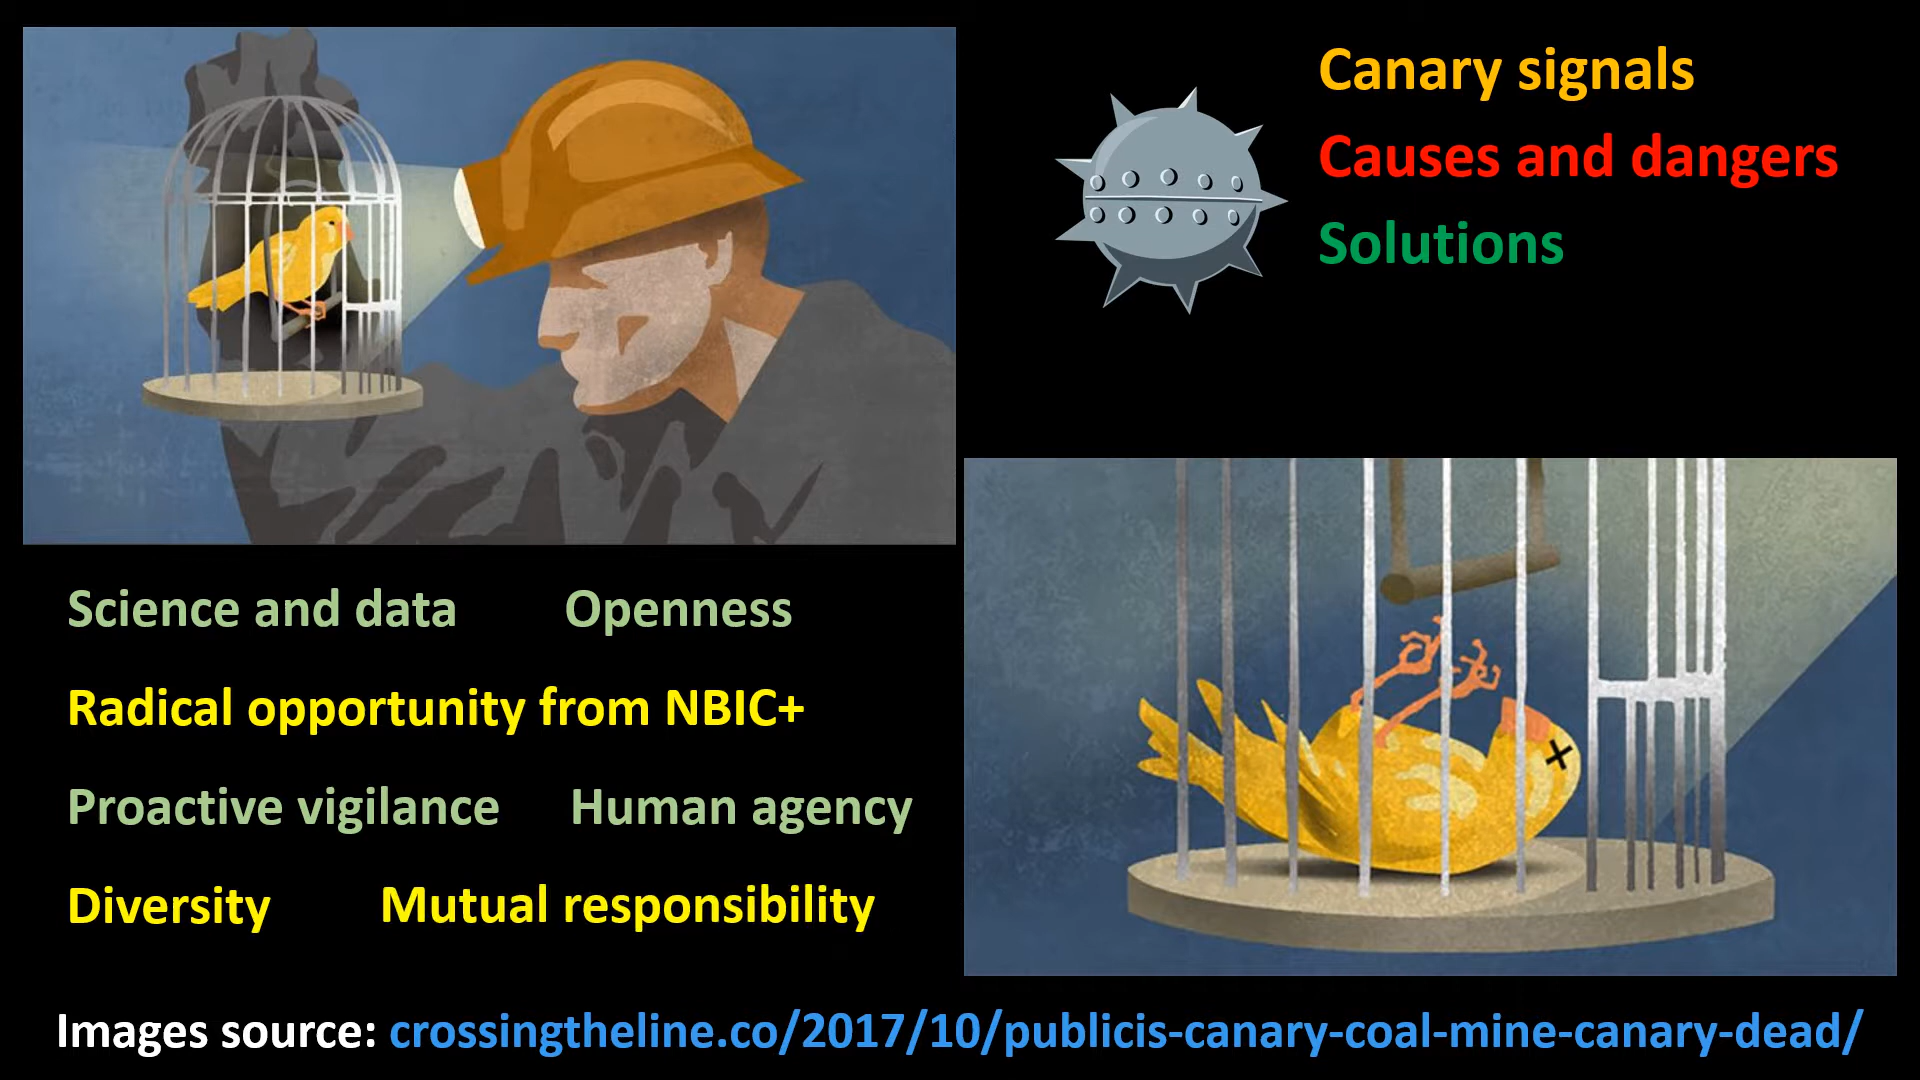 Canary signals
Causes and dangers
Solutions
Science and data Openness
Radical opportunity from NBIC+
Proactive vigilance Human agency
Diversity Mutual responsibility
Images source: crossingtheline.co/2017/10/publicis-canary-coal-mine-canary-dead/